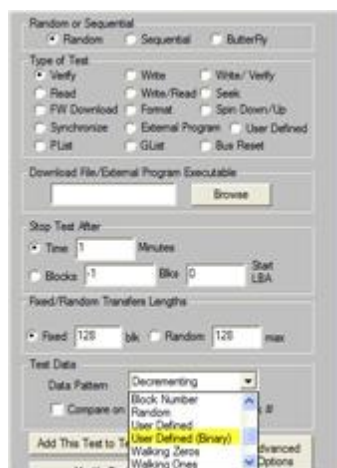 Random or Sequential
Random Sequential ButterFly
Type of Test
Verify Write Write/ Verify
Read Write/Read Seek
FW Download Format Spin Down/Up
Synchronize External Program User Defined
PList GList Bus Reset
Download File/External Program Executable
Browse
Stop Test After
Time 1 Minutes
Blocks -1 Blks 0 Start LBA
Fixed/Random Transfers Lengths
Fixed 128 blk Random 128 max
Test Data
Data Pattern Decrementing
Block Number
Compare on Random
User Defined
Add This Test to User Defined (Binary)
Walking Zeros Options
Walking Ones